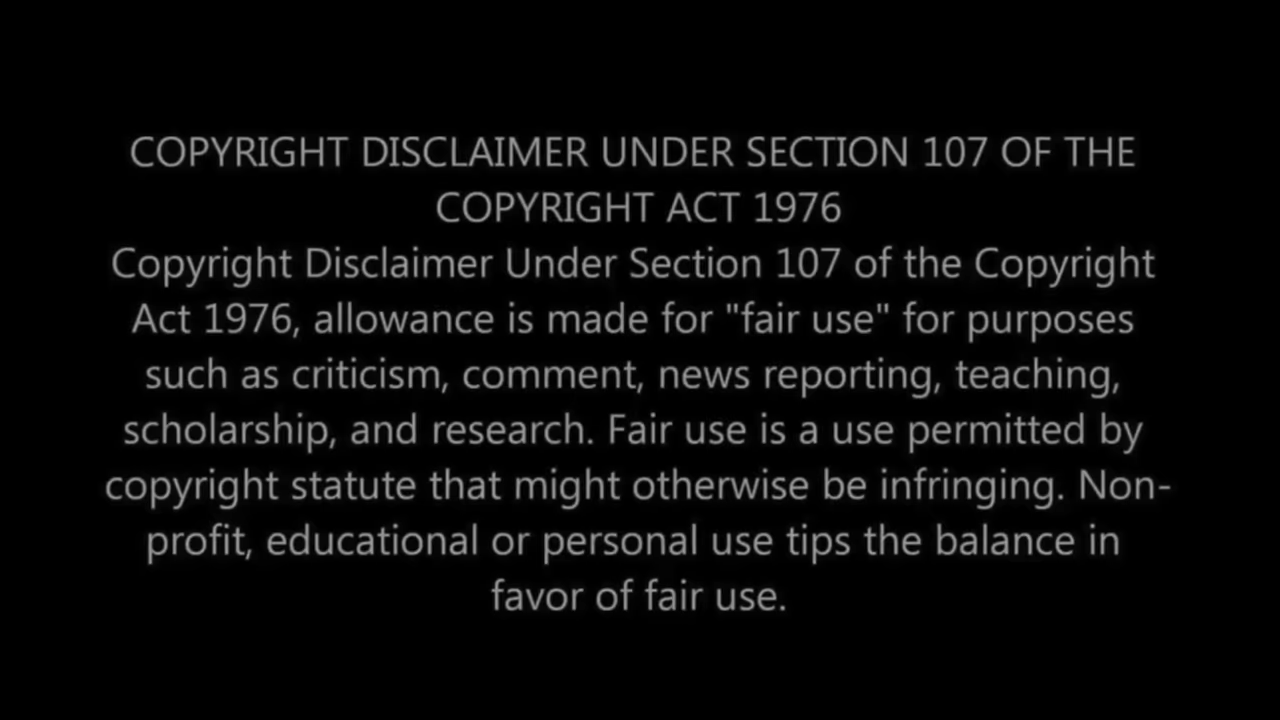 COPYRIGHT DISCLAIMER UNDER SECTION 107 OF THE
COPYRIGHT ACT 1976
Copyright Disclaimer Under Section 107 of the Copyright
Act 1976, allowance is made for "fair use" for purposes
such as criticism, comment, news reporting, teaching,
scholarship, and research. Fair use is a use permitted by
copyright statute that might otherwise be infringing. Non-
profit, educational or personal use tips the balance in
favor of fair use.